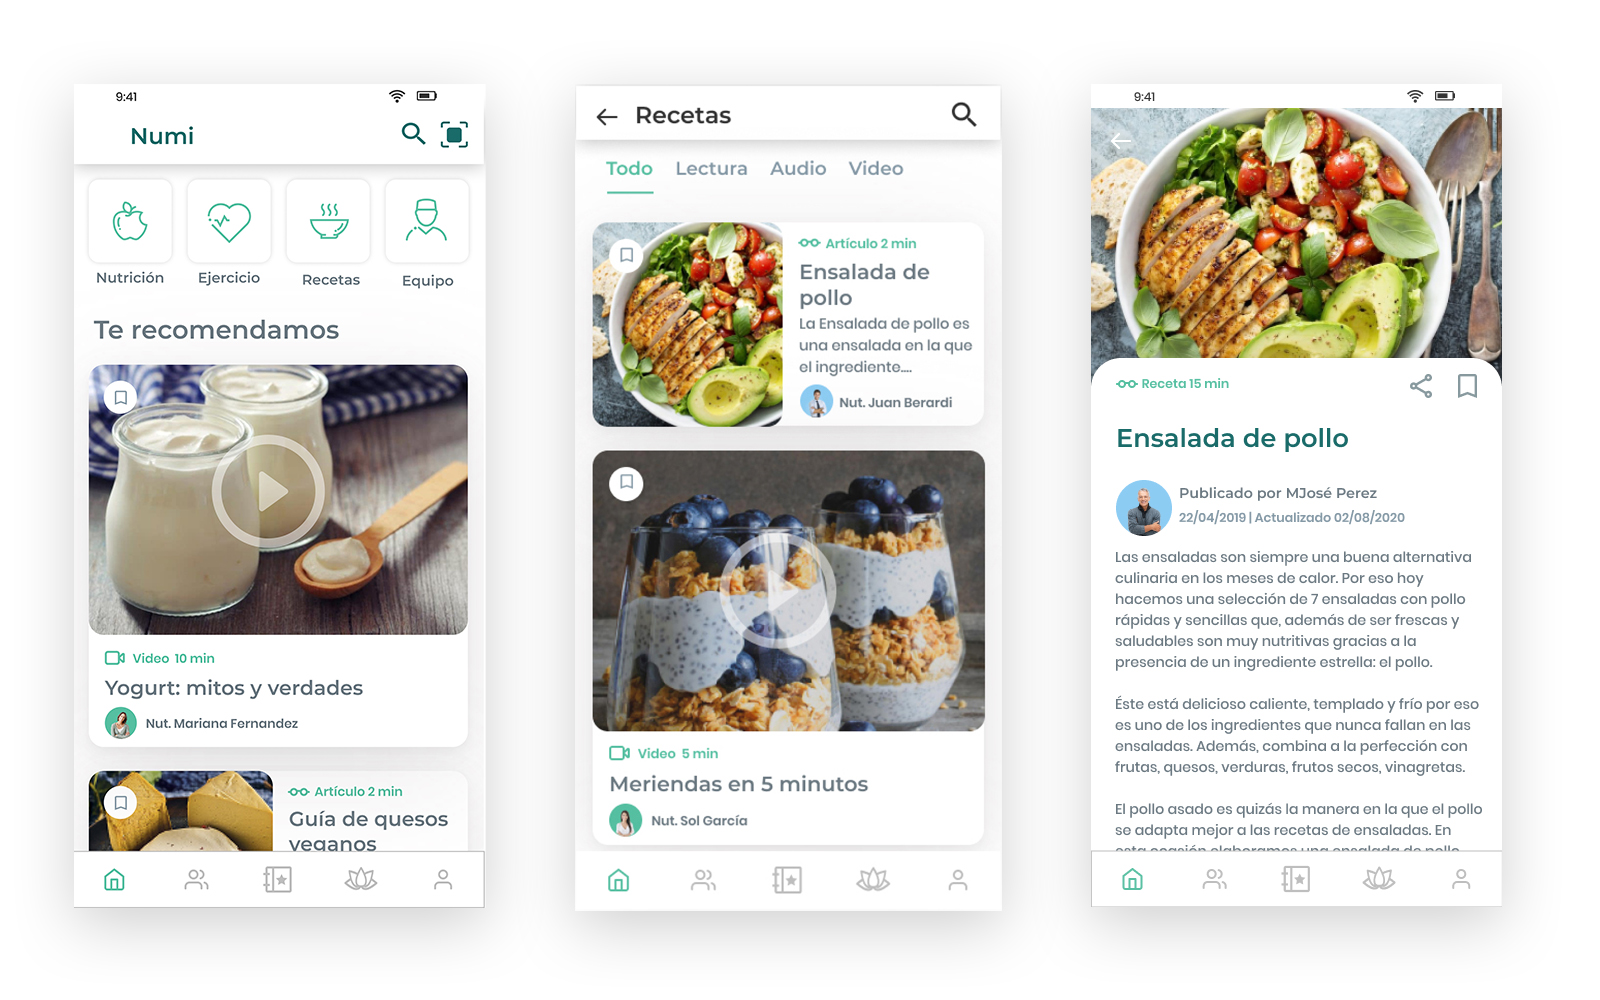 9:41
Numi
Nutrición
Ejercicio
Recetas
Equipo
Te recomendamos
Video 10 min
Yogurt: mitos y verdades
Nut. Mariana Fernandez
Artículo 2 min
Guía de quesos
veganos
Recetas
Todo
Lectura
Audio
Video
Artículo 2 min
Ensalada de
pollo
La Ensalada de pollo es
una ensalada en la que
el ingrediente....
Nut. Juan Berardi
Video 5 min
Meriendas en 5 minutos
Nut. Sol García
9:41
Receta 15 min
Ensalada de pollo
Publicado por MJosé Perez
22/04/2019 | Actualizado 02/08/2020
Las ensaladas son siempre una buena alternativa
culinaria en los meses de calor. Por eso hoy
hacemos una selección de 7 ensaladas con pollo
rápidas y sencillas que, además de ser frescas y
saludables son muy nutritivas gracias a la
presencia de un ingrediente estrella: el pollo.
Éste está delicioso caliente, templado y frío por eso
es uno de los ingredientes que nunca fallan en las
ensaladas. Además, combina a la perfección con
frutas, quesos, verduras, frutos secos, vinagretas.
El pollo asado es quizás la manera en la que el pollo
se adapta mejor a las recetas de ensaladas. En
esta ocasión elaboramos una ensalada de pollo